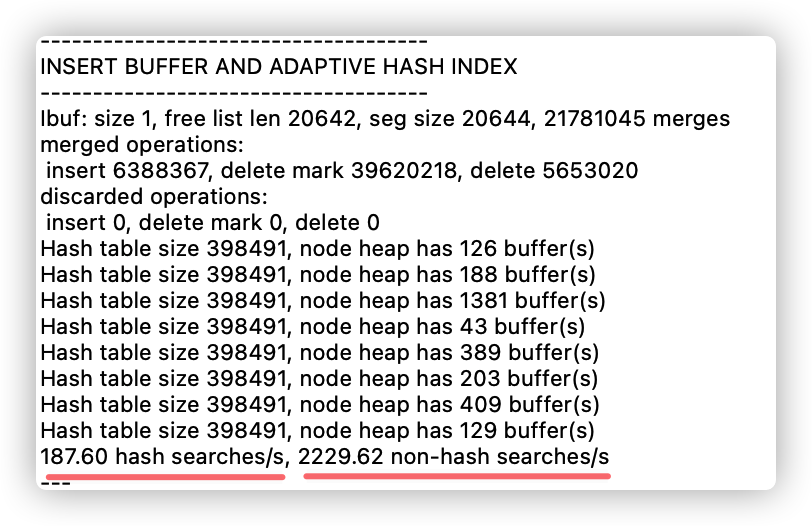 -------------------------------------
INSERT BUFFER AND ADAPTIVE HASH INDEX
-------------------------------------
Ibuf: size 1, free list len 20642, seg size 20644, 21781045 merges
merged operations:
 insert 6388367, delete mark 39620218, delete 5653020
discarded operations:
 insert 0, delete mark 0, delete 0
Hash table size 398491, node heap has 126 buffer(s)
Hash table size 398491, node heap has 188 buffer(s)
Hash table size 398491, node heap has 1381 buffer(s)
Hash table size 398491, node heap has 43 buffer(s)
Hash table size 398491, node heap has 389 buffer(s)
Hash table size 398491, node heap has 203 buffer(s)
Hash table size 398491, node heap has 409 buffer(s)
Hash table size 398491, node heap has 129 buffer(s)
187.60 hash searches/s, 2229.62 non-hash searches/s
---